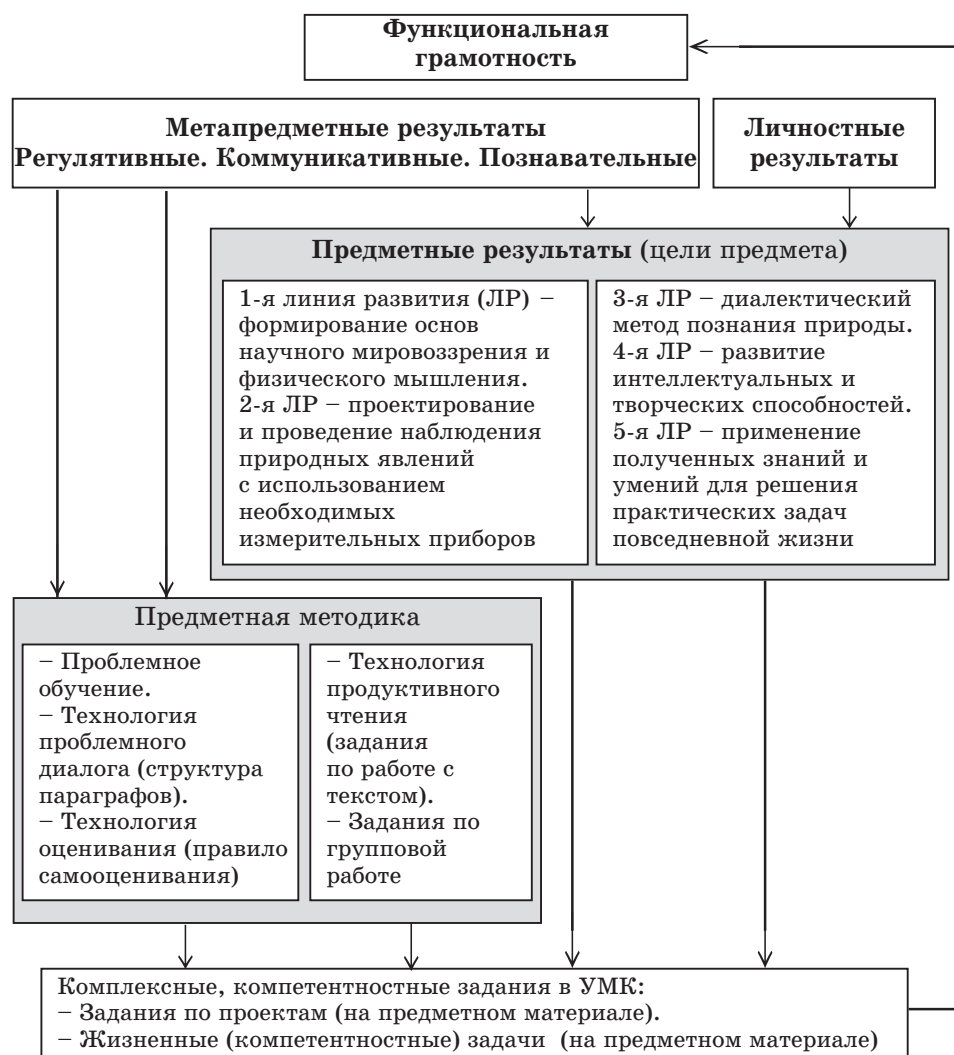 Функциональная
грамотность
Метапредметные результаты
Регулятивные. Коммуникативные. Познавательные
Личностные
результаты
Предметные результаты (цели предмета)
1-я линия развития (ЛР) –
формирование основ
научного мировоззрения и
физического мышления.
2-я ЛР – проектирование
и проведение наблюдения
природных явлений
с использованием
необходимых
измерительных приборов
3-я ЛР – диалектический
метод познания природы.
4-я ЛР – развитие
интеллектуальных и
творческих способностей.
5-я ЛР – применение
полученных знаний и
умений для решения
практических задач
повседневной жизни
Предметная методика
– Проблемное
обучение.
– Технология
проблемного
диалога (структура
параграфов).
– Технология
оценивания (правило
самооценивания)
– Технология
продуктивного
чтения
(задания
по работе с
текстом).
– Задания по
групповой
работе
Комплексные, компетентностные задания в УМК:
– Задания по проектам (на предметном материале).
– Жизненные (компетентностные) задачи (на предметном материале)